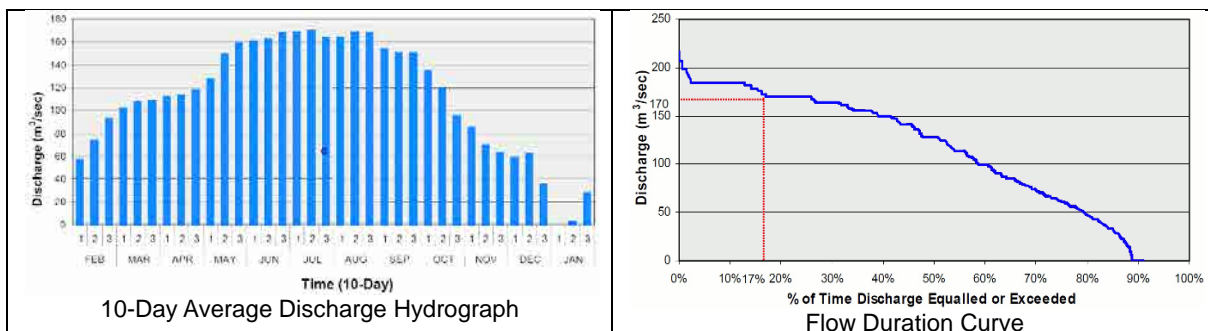 180
160
140
120
100
80
60
40
20
0
Discharge (m³/sec)
1 2 3 1 2 3 1 2 3 1 2 3 1 2 3 1 2 3 1 2 3 1 2 3 1 2 3 1 2 3 1 2 3 1 2 3
FEB MAR APR MAY JUN JUL AUG SEP OCT NOV DEC JAN
Time (10-Day)
10-Day Average Discharge Hydrograph
250
200
170
150
100
50
0
Discharge (m³/sec)
0% 10% 17% 20% 30% 40% 50% 60% 70% 80% 90% 100%
% of Time Discharge Equalled or Exceeded
Flow Duration Curve